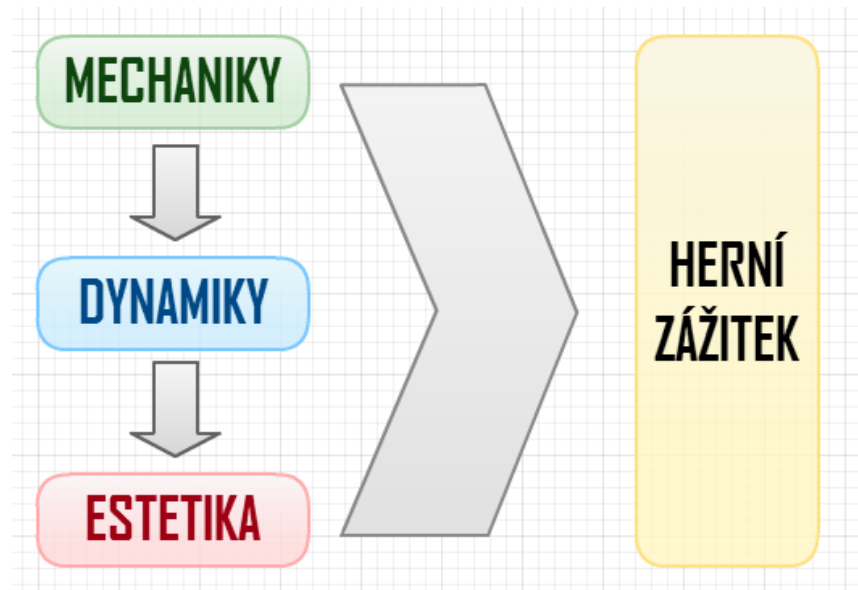 MECHANIKY
DYNAMIKY
ESTETIKA
HERNÍ
ZÁŽITEK